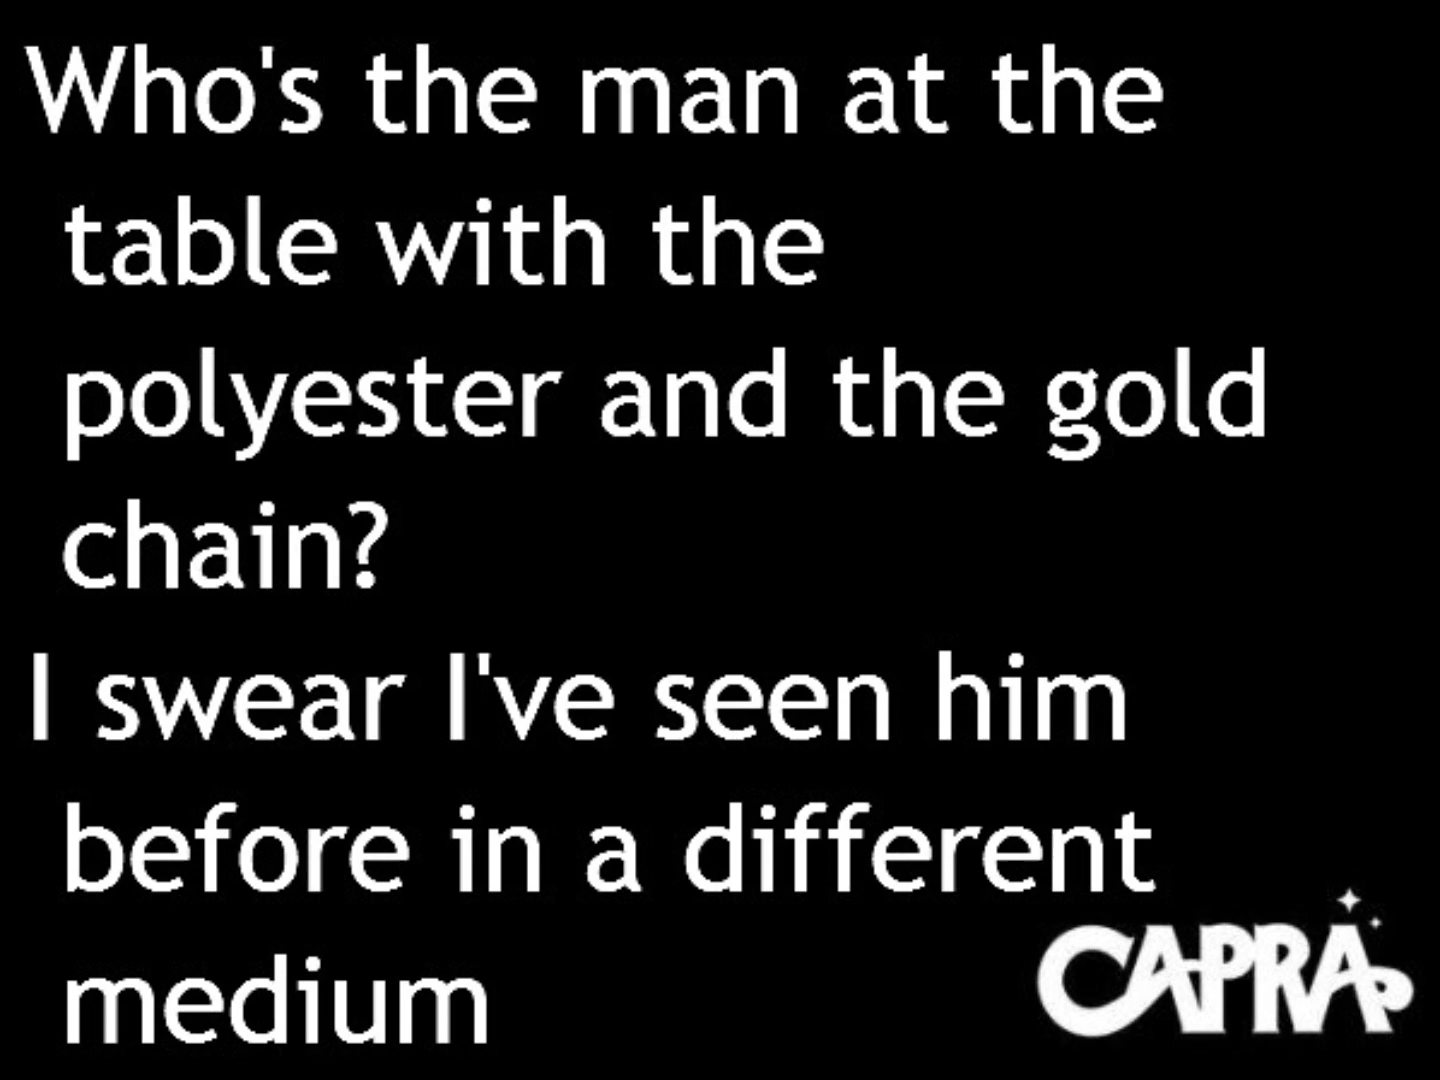 Who's the man at the
table with the
polyester and the gold
chain?
I swear I've seen him
before in a different
medium
CAPRA